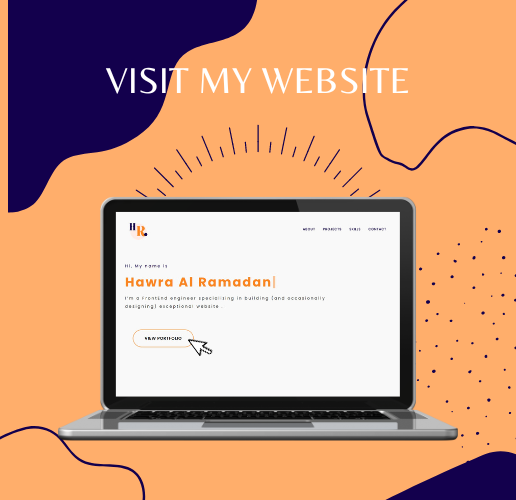 VISIT MY WEBSITE
HR.
ABOUT PROJECTS SKILLS CONTACT
Hi, My name is
Hawra Al Ramadan|
I'm a Frontend engineer specializing in building (and occasionally
designing) exceptional website .
VIEW PORTFOLIO